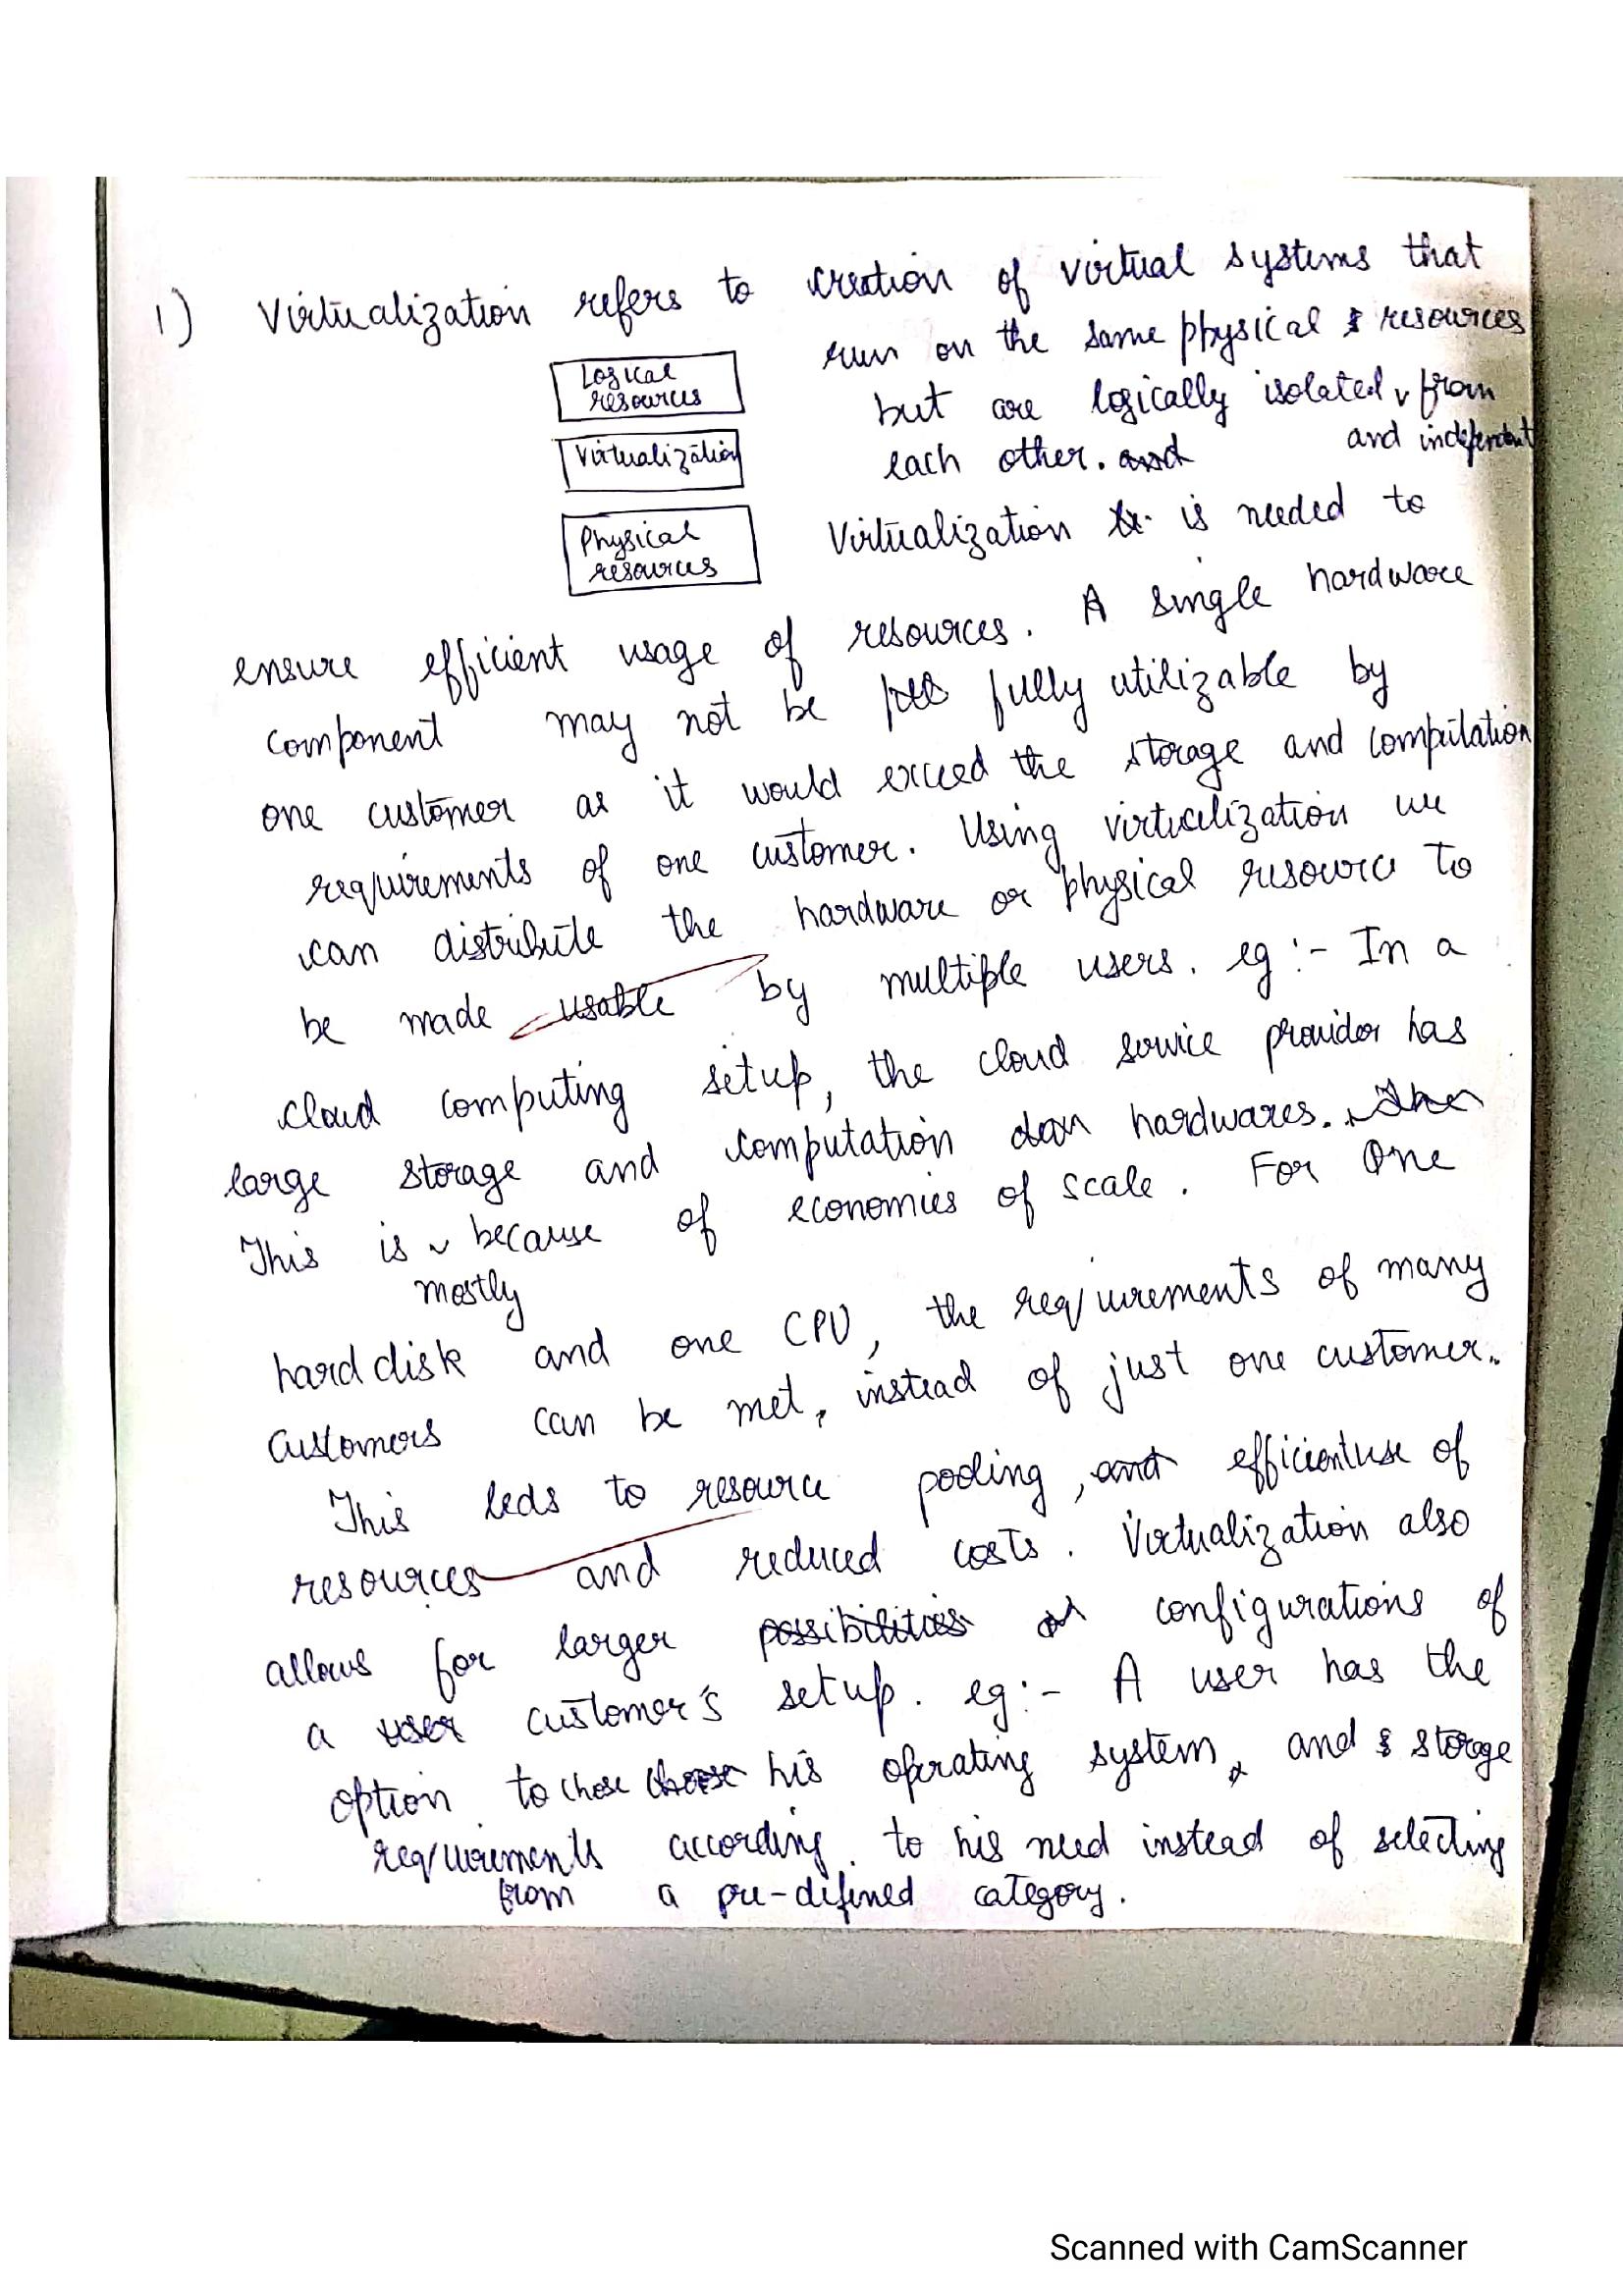 1) Virtualization refers to creation of virtual systems that
run on the same physical resources
but are logically isolated from
and independent
each other.
Logical
resources
Virtualization
Physical
resources
Virtualization is needed to
ensure efficient usage of resources. A single hardware
component may not be fully utilizable by
one customer as it would exceed the storage and computation
requirements of one customer. Using virtualization we
can distribute the hardware or physical resource to
be made usable by multiple users. eg:- In a
cloud computing setup, the cloud service provider has
large storage and computation hardwares.
This is because of economies of scale. For One
mostly
hard disk and one CPU, the requirements of many
customers can be met, instead of just one customer.
This leds to resource pooling, efficient use of
resources and reduced costs. Virtualization also
allows for larger configurations of
a customer's setup. eg:- A user has the
option to chose his operating system, and storage
requirements according to his need instead of selecting
from a pre-defined category.
Scanned with CamScanner